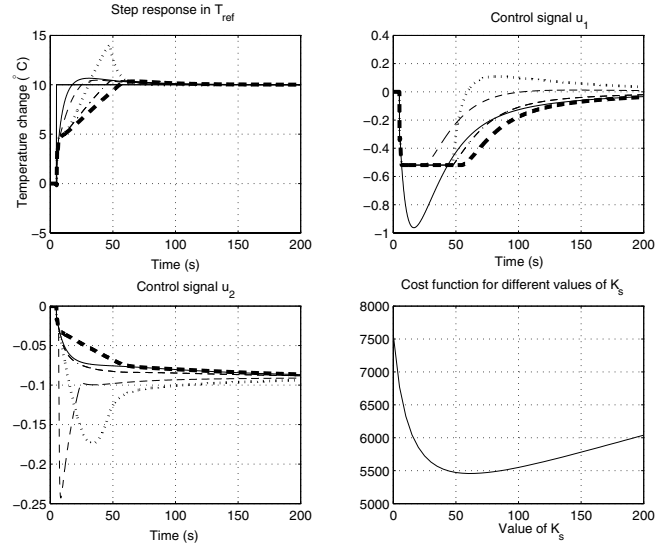 Step response in T_ref
Temperature change (° C)
15
10
5
0
−5
0 50 100 150 200
Time (s)
Control signal u_1
0.4
0.2
0
−0.2
−0.4
−0.6
−0.8
−1
0 50 100 150 200
Time (s)
Control signal u_2
0
−0.05
−0.1
−0.15
−0.2
−0.25
0 50 100 150 200
Time (s)
Cost function for different values of K_s
8000
7500
7000
6500
6000
5500
5000
0 50 100 150 200
Value of K_s